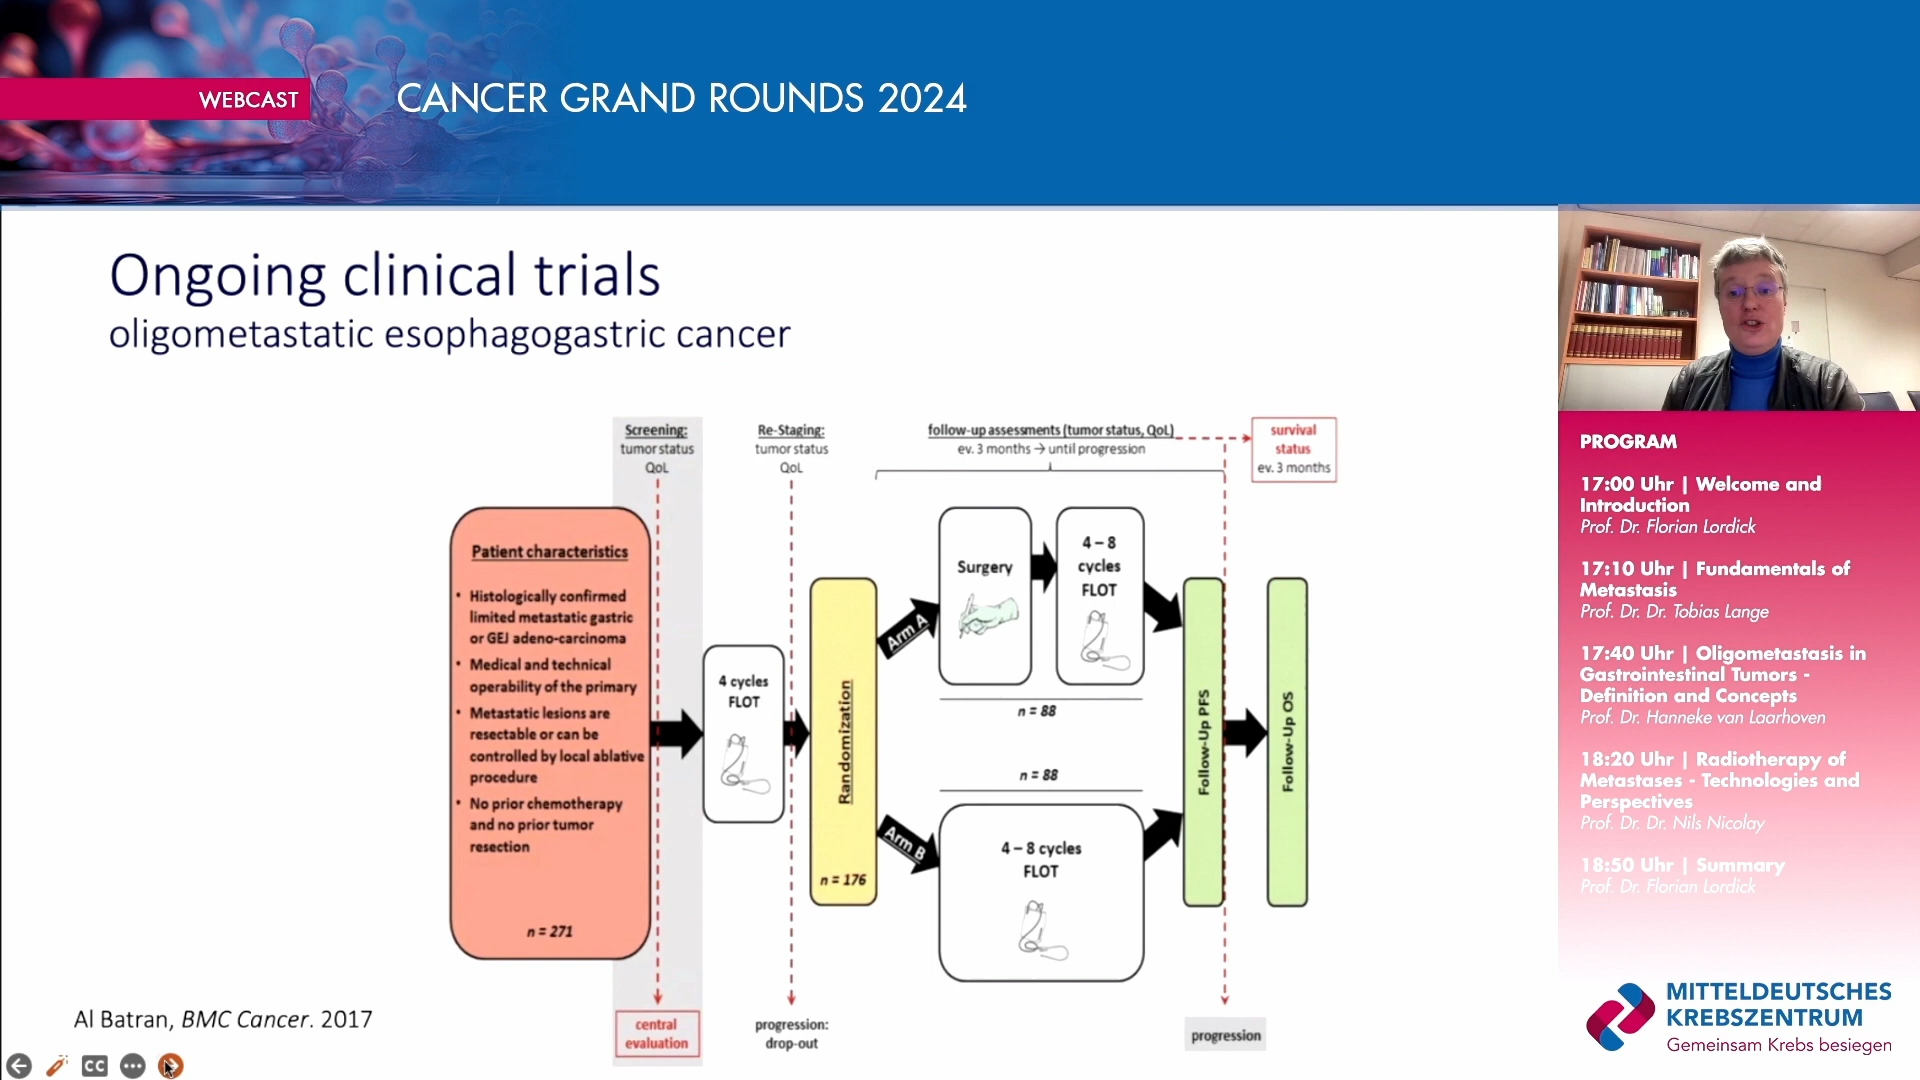 WEBCAST
CANCER GRAND ROUNDS 2024
Ongoing clinical trials
oligometastatic esophagogastric cancer
Screening:
tumor status
QoL
Re-Staging:
tumor status
QoL
follow-up assessments (tumor status, QoL)
ev. 3 months → until progression
survival
status
ev. 3 months
Patient characteristics
• Histologically confirmed
limited metastatic gastric
or GEJ adeno-carcinoma
• Medical and technical
operability of the primary
• Metastatic lesions are
resectable or can be
controlled by local ablative
procedure
• No prior chemotherapy
and no prior tumor
resection
n = 271
4 cycles
FLOT
Randomization
n = 176
Arm A
Surgery
4 – 8
cycles
FLOT
n = 88
n = 88
Arm B
4 – 8 cycles
FLOT
Follow-Up PFS
Follow-Up OS
central
evaluation
progression:
drop-out
progression
Al Batran, BMC Cancer. 2017
CC
PROGRAM
17:00 Uhr | Welcome and
Introduction
Prof. Dr. Florian Lordick
17:10 Uhr | Fundamentals of
Metastasis
Prof. Dr. Dr. Tobias Lange
17:40 Uhr | Oligometastasis in
Gastrointestinal Tumors -
Definition and Concepts
Prof. Dr. Hanneke van Laarhoven
18:20 Uhr | Radiotherapy of
Metastases - Technologies and
Perspectives
Prof. Dr. Dr. Nils Nicolay
18:50 Uhr | Summary
Prof. Dr. Florian Lordick
MITTELDEUTSCHES
KREBSZENTRUM
Gemeinsam Krebs besiegen